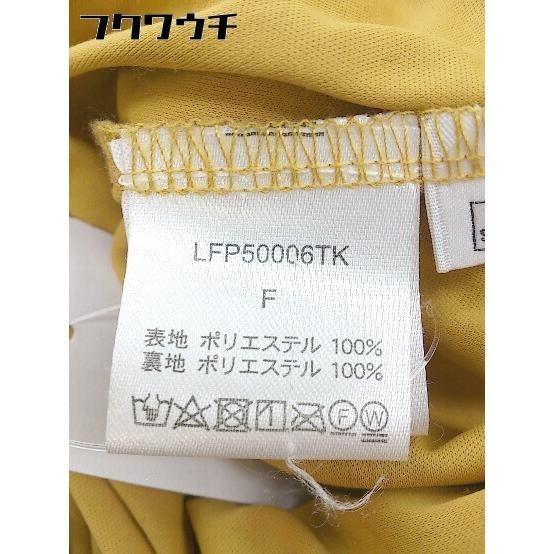 フクワウチ
LFP50006TK
F
表地 ポリエステル 100%
裏地 ポリエステル 100%
F W